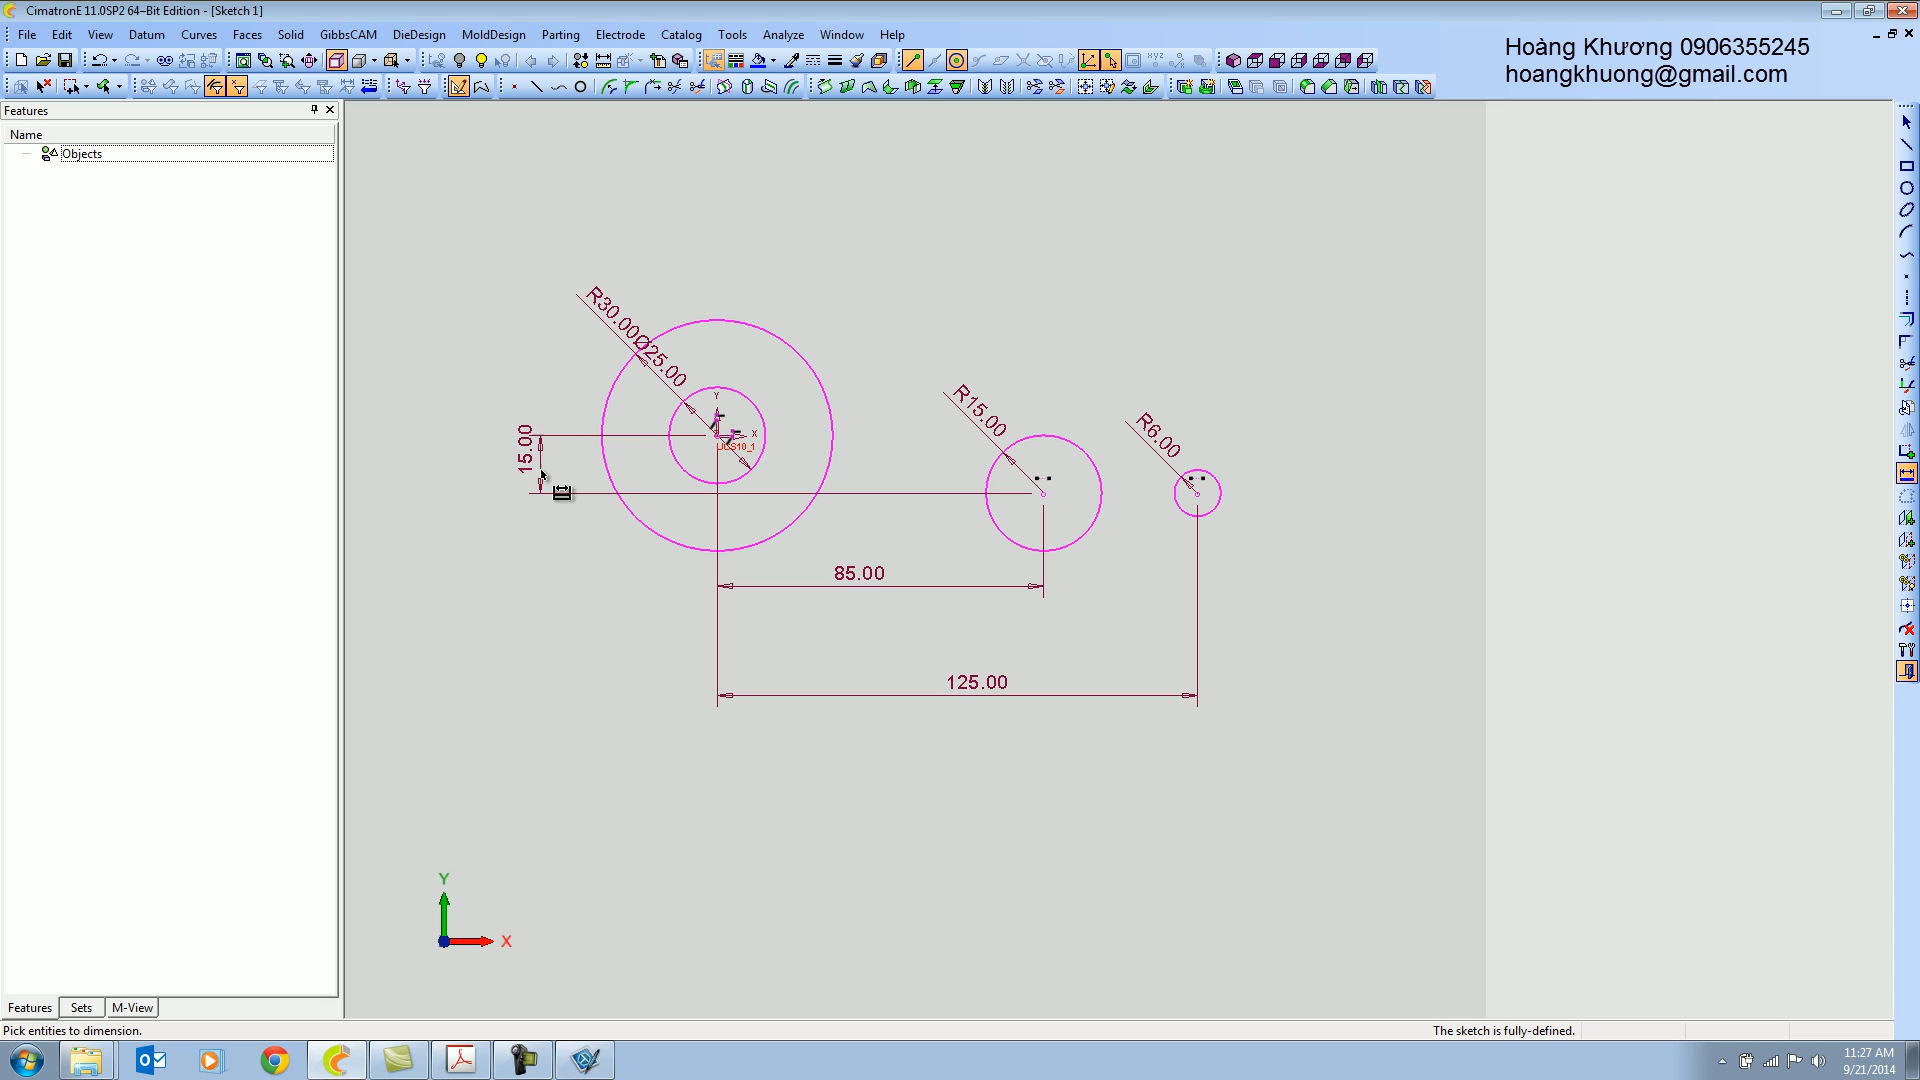 CimatronE 11.0SP2 64–Bit Edition - [Sketch 1]
File Edit View Datum Curves Faces Solid GibbsCAM DieDesign MoldDesign Parting Electrode Catalog Tools Analyze Window Help
Hoàng Khương 0906355245
hoangkhuong@gmail.com
Features
Name
Objects
R30.00
Ø25.00
R15.00
R6.00
15.00
Y
X
UCS10_1
85.00
125.00
Y
X
Features Sets M-View
Pick entities to dimension.
The sketch is fully-defined.
11:27 AM
9/21/2014